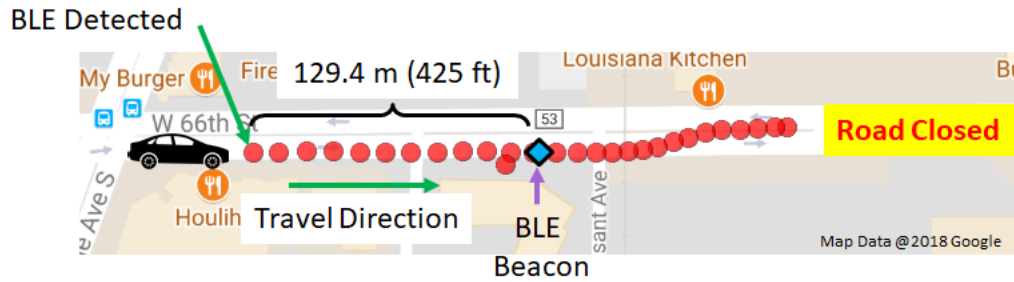 BLE Detected
My Burger
Fire
129.4 m (425 ft)
Louisiana Kitchen
Bu
W 66th St
53
Road Closed
e Ave S
Houlih
Travel Direction
BLE
Beacon
sant Ave
Map Data @2018 Google